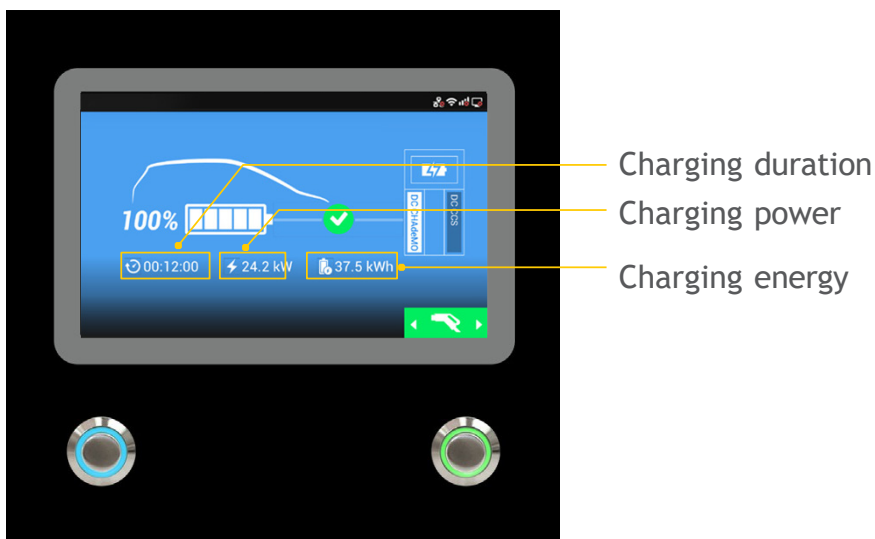 Charging duration
Charging power
Charging energy
100%
DC CHAdeMO
DC CCS
00:12:00
24.2 kW
37.5 kWh